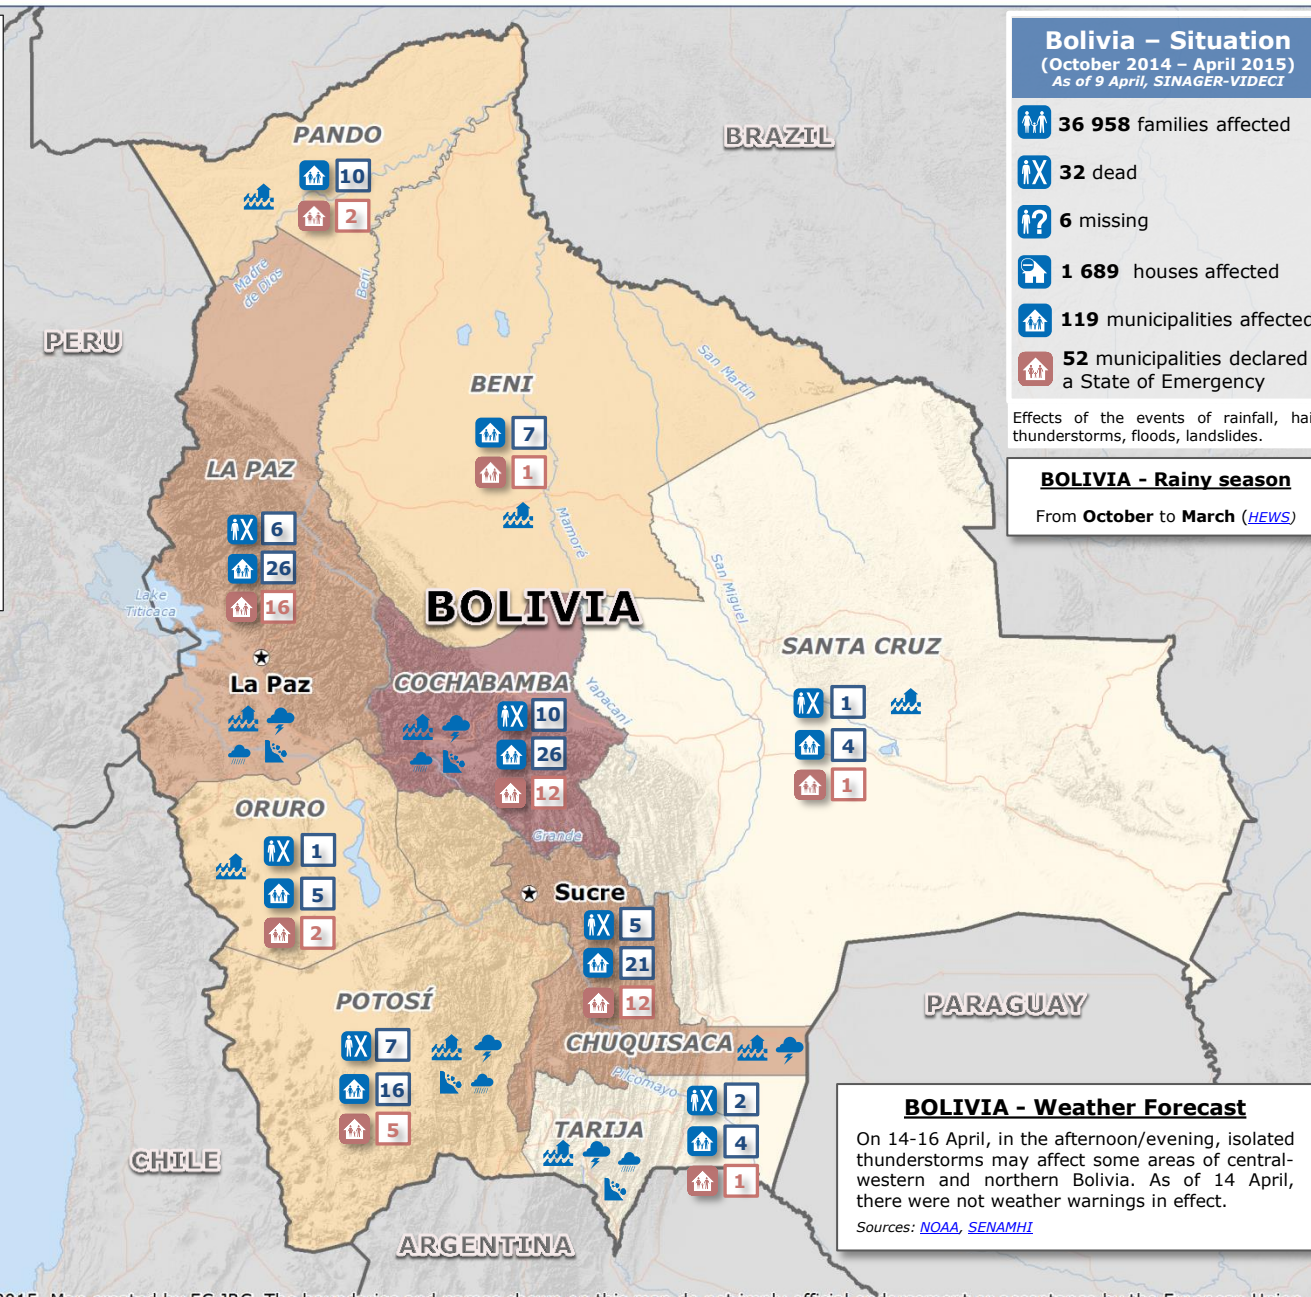 Bolivia – Situation
(October 2014 – April 2015)
As of 9 April, SINAGER-VIDECI
36 958 families affected
32 dead
6 missing
1 689 houses affected
119 municipalities affected
52 municipalities declared
a State of Emergency
Effects of the events of rainfall, hai
thunderstorms, floods, landslides.
BOLIVIA - Rainy season
From October to March (HEWS)
BRAZIL
PERU
PANDO
10
2
Madre
de Dios
Beni
San Martin
BENI
7
1
Mamoré
LA PAZ
6
26
16
Lake
Titicaca
La Paz
BOLIVIA
San Miguel
SANTA CRUZ
1
4
1
COCHABAMBA
10
26
12
Yapacaní
Grande
ORURO
1
5
2
Sucre
5
21
12
CHUQUISACA
POTOSÍ
7
16
5
Pilcomayo
TARIJA
2
4
1
PARAGUAY
CHILE
ARGENTINA
BOLIVIA - Weather Forecast
On 14-16 April, in the afternoon/evening, isolated
thunderstorms may affect some areas of central-
western and northern Bolivia. As of 14 April,
there were not weather warnings in effect.
Sources: NOAA, SENAMHI